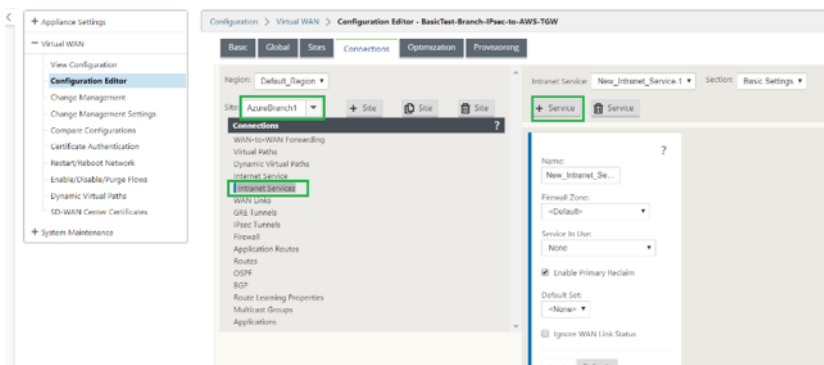 + Appliance Settings
− Virtual WAN
View Configuration
Configuration Editor
Change Management
Change Management Settings
Compare Configurations
Certificate Authentication
Restart/Reboot Network
Enable/Disable/Purge Flows
Dynamic Virtual Paths
SD-WAN Center Certificates
+ System Maintenance
Configuration > Virtual WAN > Configuration Editor - BasicTest-Branch-IPsec-to-AWS-TGW
Basic Global Sites Connections Optimization Provisioning
Region: Default_Region
Site: AzureBranch1 + Site Site Site
Connections ?
WAN-to-WAN Forwarding
Virtual Paths
Dynamic Virtual Paths
Internet Service
Intranet Services
WAN Links
GRE Tunnels
IPsec Tunnels
Firewall
Application Routes
Routes
OSPF
BGP
Route Learning Properties
Multicast Groups
Applications
Intranet Service: New_Intranet_Service-1 Section: Basic Settings
+ Service Service
?
Name:
New_Intranet_Se...
Firewall Zone:
<Default>
Service In Use:
None
Enable Primary Reclaim
Default Set:
<None>
Ignore WAN Link Status